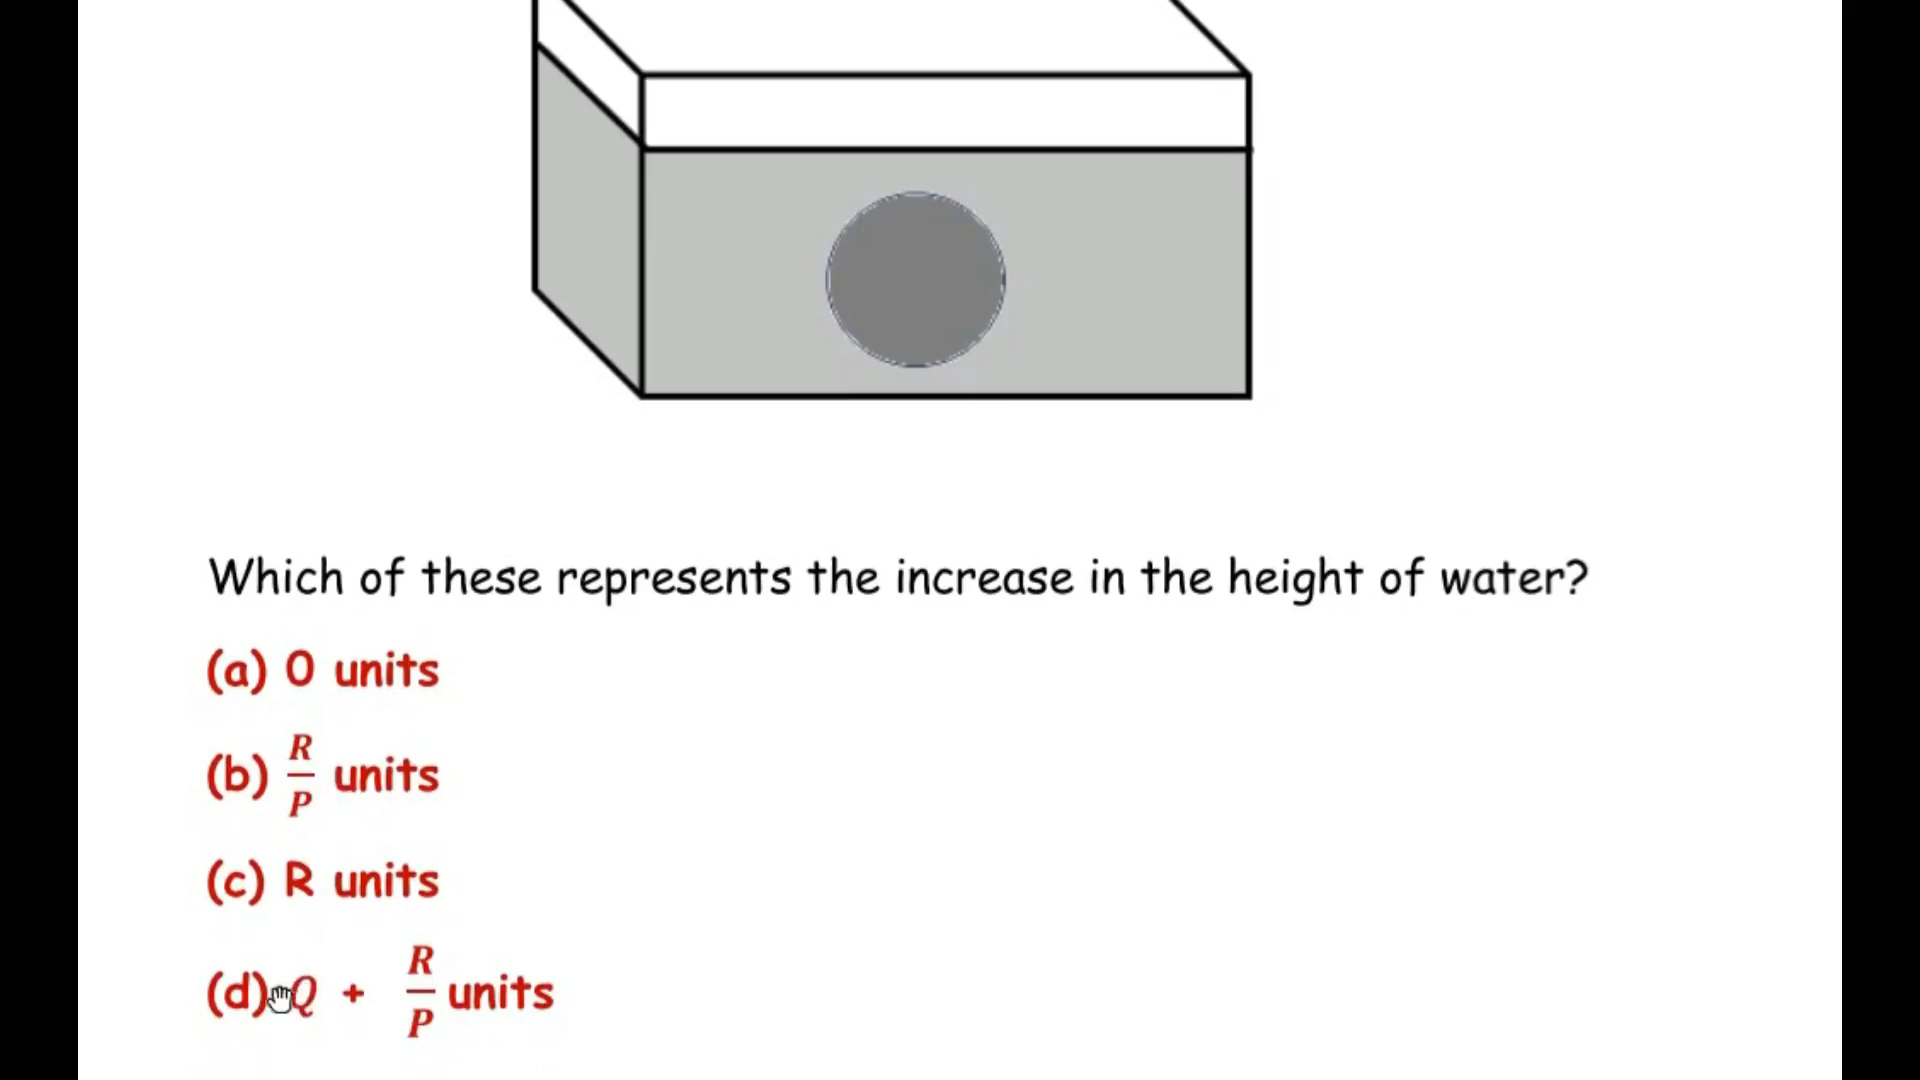 Which of these represents the increase in the height of water?
(a) 0 units
(b) R/P units
(c) R units
(d) Q + R/P units